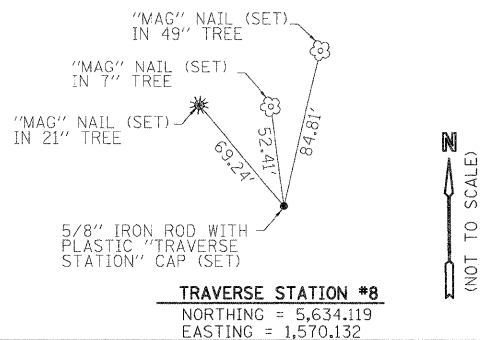 "MAG" NAIL (SET)
IN 49" TREE
"MAG" NAIL (SET)
IN 7" TREE
"MAG" NAIL (SET)
IN 21" TREE
69.24'
52.41'
84.81'
N
(NOT TO SCALE)
5/8" IRON ROD WITH
PLASTIC "TRAVERSE
STATION" CAP (SET)
TRAVERSE STATION #8
NORTHING = 5,634.119
EASTING = 1,570.132